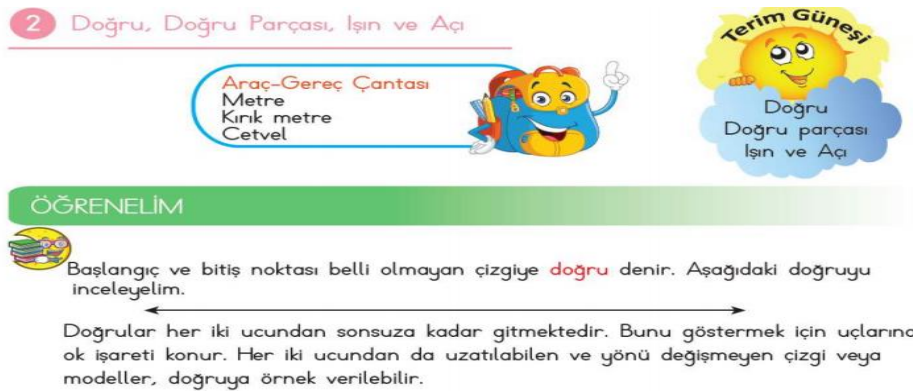 2 Doğru, Doğru Parçası, Işın ve Açı
Terim Güneşi
Araç-Gereç Çantası
Metre
Kırık metre
Cetvel
Doğru
Doğru parçası
Işın ve Açı
ÖĞRENELİM
Başlangıç ve bitiş noktası belli olmayan çizgiye doğru denir. Aşağıdaki doğruyu
inceleyelim.
Doğrular her iki ucundan sonsuza kadar gitmektedir. Bunu göstermek için uçlarına
ok işareti konur. Her iki ucundan da uzatılabilen ve yönü değişmeyen çizgi veya
modeller, doğruya örnek verilebilir.